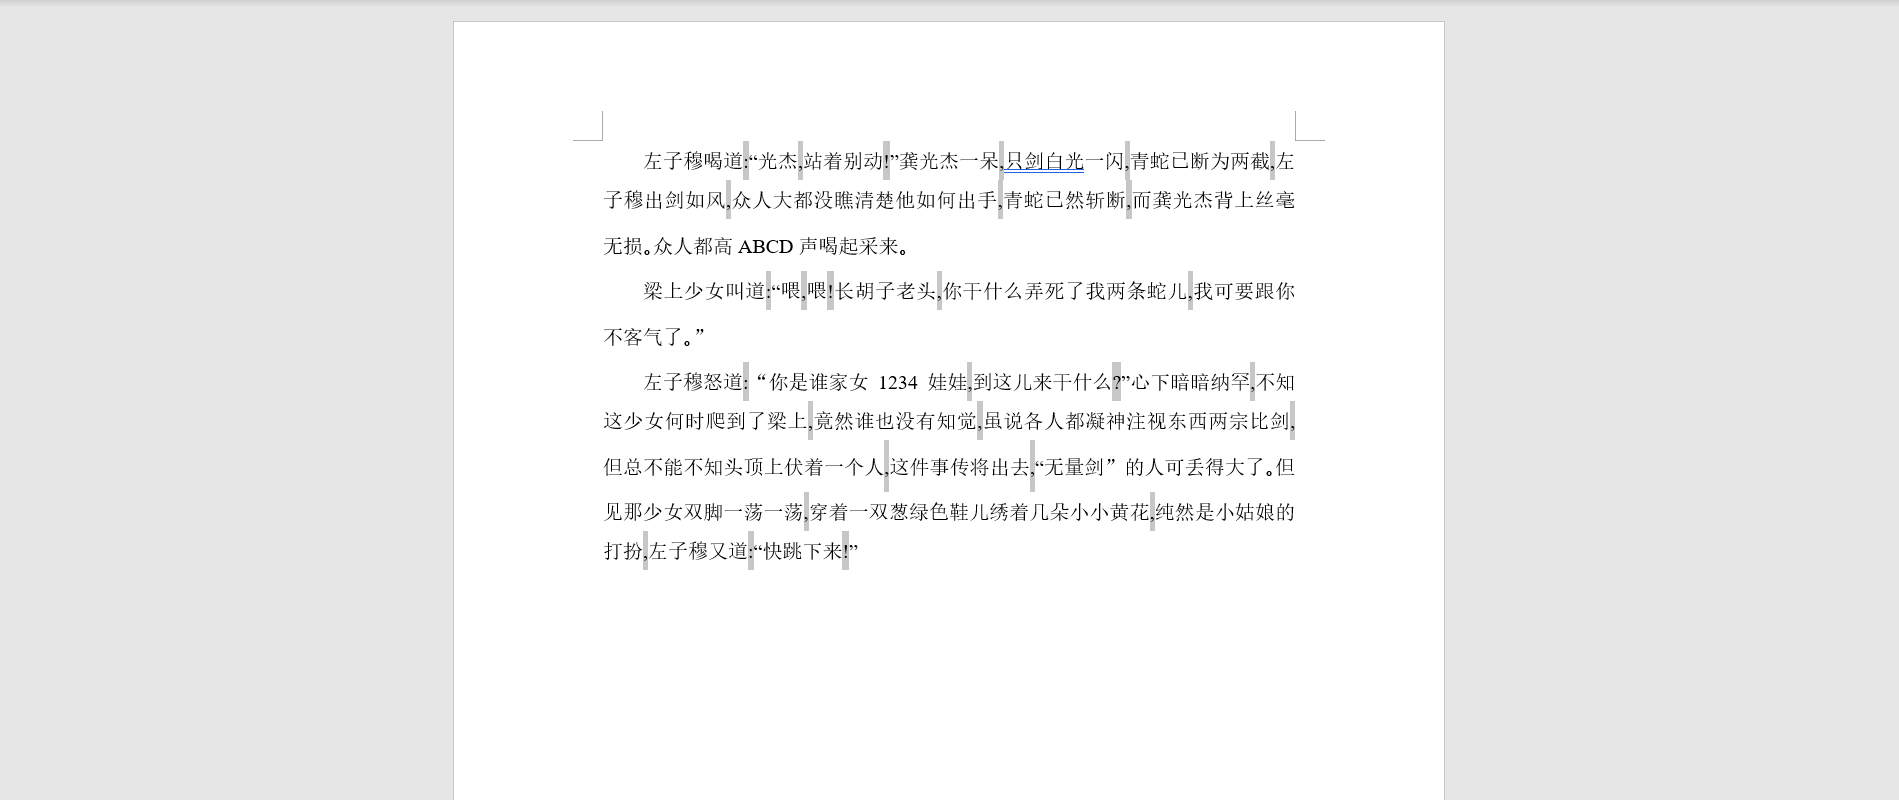 左子穆喝道:“光杰,站着别动!”龚光杰一呆,只剑白光一闪,青蛇已断为两截,左
子穆出剑如风,众人大都没瞧清楚他如何出手,青蛇已然斩断,而龚光杰背上丝毫
无损。众人都高 ABCD 声喝起采来。
梁上少女叫道:“喂,喂!长胡子老头,你干什么弄死了我两条蛇儿,我可要跟你
不客气了。”
左子穆怒道:“你是谁家女 1234 娃娃,到这儿来干什么?”心下暗暗纳罕,不知
这少女何时爬到了梁上,竟然谁也没有知觉,虽说各人都凝神注视东西两宗比剑,
但总不能不知头顶上伏着一个人,这件事传将出去,“无量剑”的人可丢得大了。但
见那少女双脚一荡一荡,穿着一双葱绿色鞋儿绣着几朵小小黄花,纯然是小姑娘的
打扮,左子穆又道:“快跳下来!”